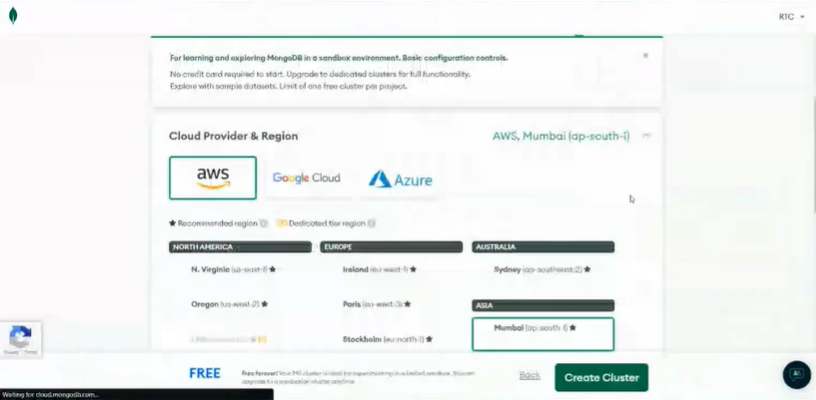 RTC
For learning and exploring MongoDB in a sandbox environment. Basic configuration controls.
No credit card required to start. Upgrade to dedicated clusters for full functionality.
Explore with sample datasets. Limit of one free cluster per project.
Cloud Provider & Region
AWS, Mumbai (ap-south-1)
aws
Google Cloud
Azure
Recommended region
Dedicated tier region
NORTH AMERICA
EUROPE
AUSTRALIA
N. Virginia (us-east-1)
Ireland (eu-west-1)
Sydney (ap-southeast-2)
Oregon (us-west-2)
Paris (eu-west-3)
ASIA
Mumbai (ap-south-1)
Stockholm (eu-north-1)
FREE
Free forever! Your M0 cluster is ideal for experimenting in a limited sandbox. You can
upgrade to a production cluster anytime.
Back
Create Cluster
Privacy - Terms
Waiting for cloud.mongodb.com...